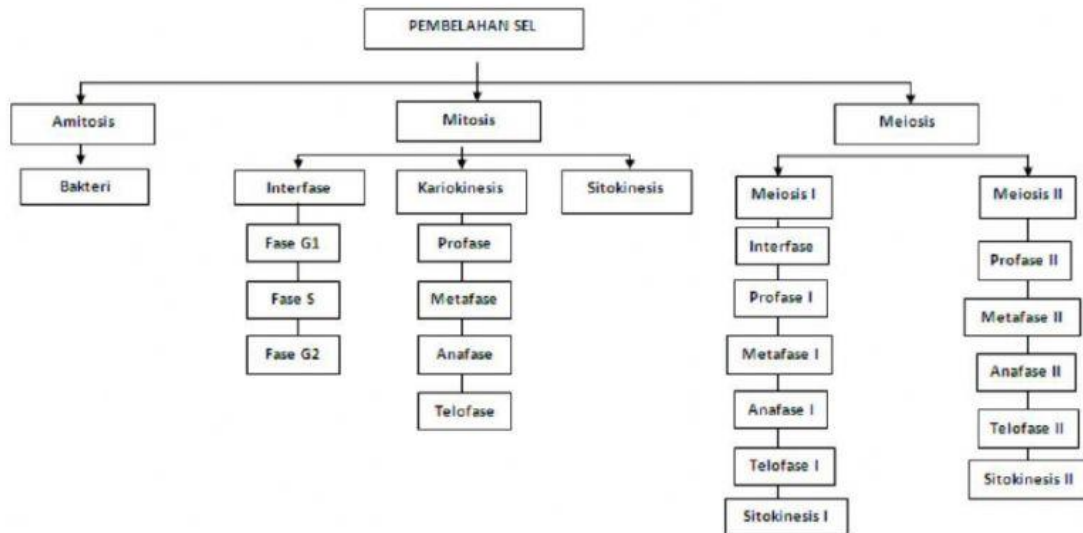 PEMBELAHAN SEL
Amitosis
Mitosis
Meiosis
Bakteri
Interfase
Kariokinesis
Sitokinesis
Meiosis I
Meiosis II
Fase G1
Profase
Interfase
Profase II
Fase S
Metafase
Profase I
Metafase II
Fase G2
Anafase
Metafase I
Anafase II
Telofase
Anafase I
Telofase II
Telofase I
Sitokinesis II
Sitokinesis I